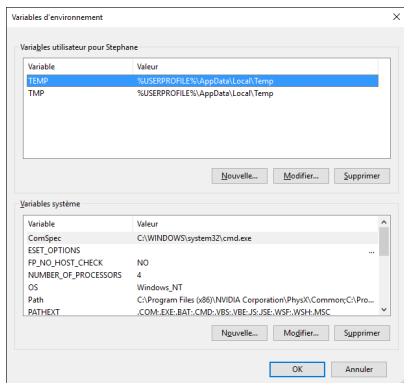 Variables d'environnement
Variables utilisateur pour Stephane
Variable Valeur
TEMP %USERPROFILE%\AppData\Local\Temp
TMP %USERPROFILE%\AppData\Local\Temp
Nouvelle... Modifier... Supprimer
Variables système
Variable Valeur
ComSpec C:\WINDOWS\system32\cmd.exe
ESET_OPTIONS ...
FP_NO_HOST_CHECK NO
NUMBER_OF_PROCESSORS 4
OS Windows_NT
Path C:\Program Files (x86)\NVIDIA Corporation\PhysX\Common;C:\Pro...
PATHEXT .COM;.EXE;.BAT;.CMD;.VBS;.VBE;.JS;.JSE;.WSF;.WSH;.MSC
Nouvelle... Modifier... Supprimer
OK Annuler